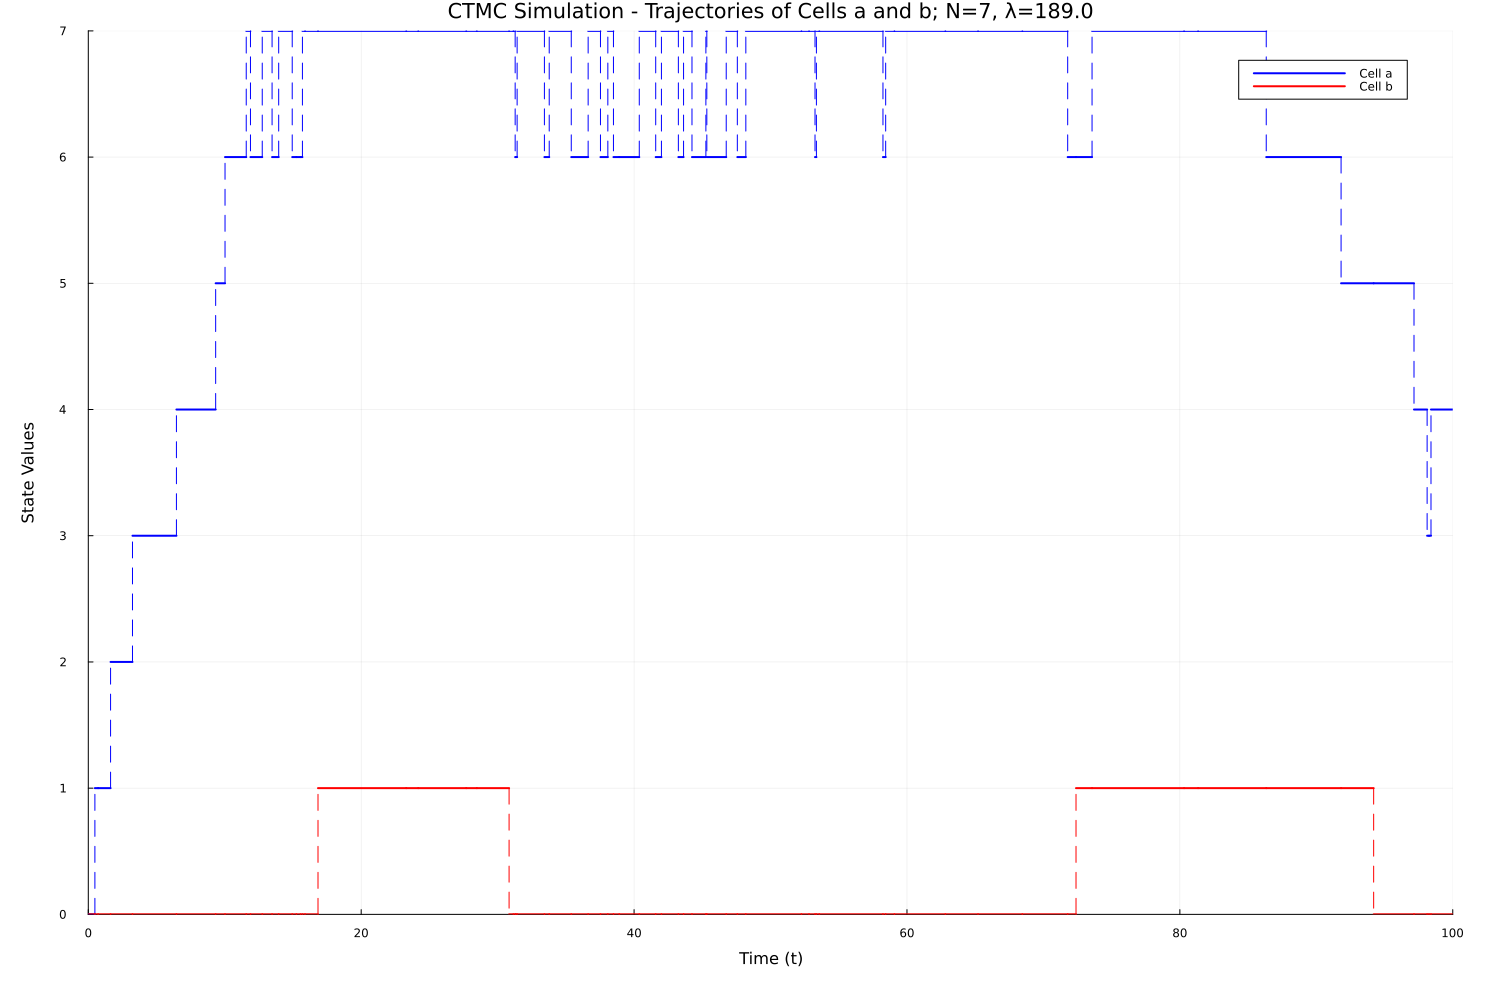 CTMC Simulation - Trajectories of Cells a and b; N=7, λ=189.0
7
Cell a
Cell b
6
5
4
State Values
3
2
1
0
0 20 40 60 80 100
Time (t)